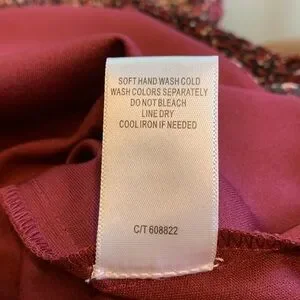 SOFT HAND WASH COLD
WASH COLORS SEPARATELY
DO NOT BLEACH
LINE DRY
COOL IRON IF NEEDED
C/T 608822